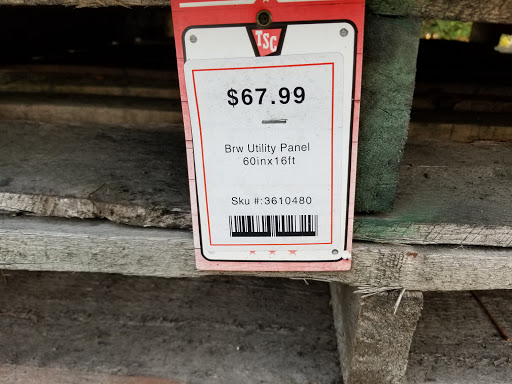 TSC
$67.99
Brw Utility Panel
60inx16ft
Sku #:3610480